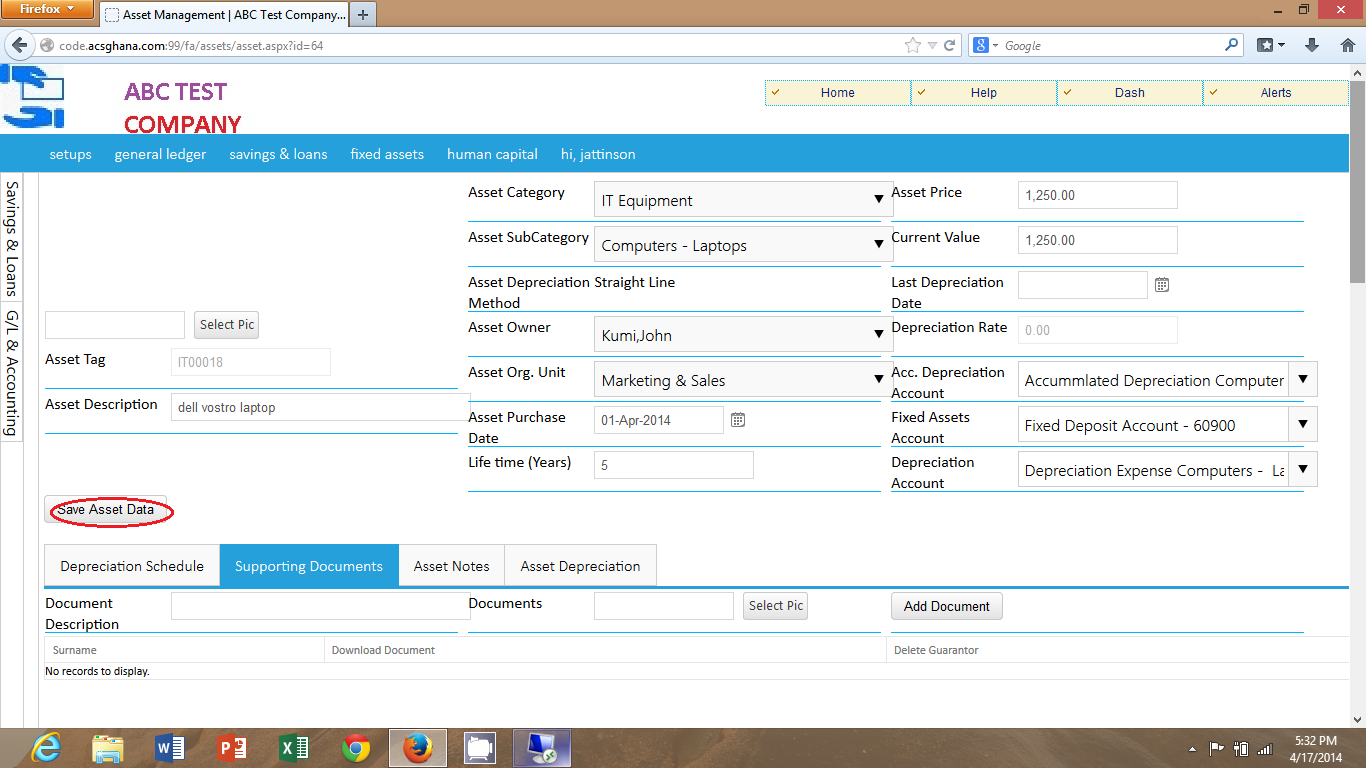 Firefox
Asset Management | ABC Test Company...
code.acsghana.com:99/fa/assets/asset.aspx?id=64
Google
ABC TEST
COMPANY
Home
Help
Dash
Alerts
setups
general ledger
savings & loans
fixed assets
human capital
hi, jattinson
Savings & Loans
G/L & Accounting
Select Pic
Asset Tag
IT00018
Asset Description
dell vostro laptop
Asset Category
IT Equipment
Asset SubCategory
Computers - Laptops
Asset Depreciation
Method
Straight Line
Asset Owner
Kumi,John
Asset Org. Unit
Marketing & Sales
Asset Purchase
Date
01-Apr-2014
Life time (Years)
5
Asset Price
1,250.00
Current Value
1,250.00
Last Depreciation
Date
Depreciation Rate
0.00
Acc. Depreciation
Account
Accummlated Depreciation Computer
Fixed Assets
Account
Fixed Deposit Account - 60900
Depreciation
Account
Depreciation Expense Computers - La
Save Asset Data
Depreciation Schedule
Supporting Documents
Asset Notes
Asset Depreciation
Document
Description
Documents
Select Pic
Add Document
Surname
Download Document
Delete Guarantor
No records to display.
5:32 PM
4/17/2014